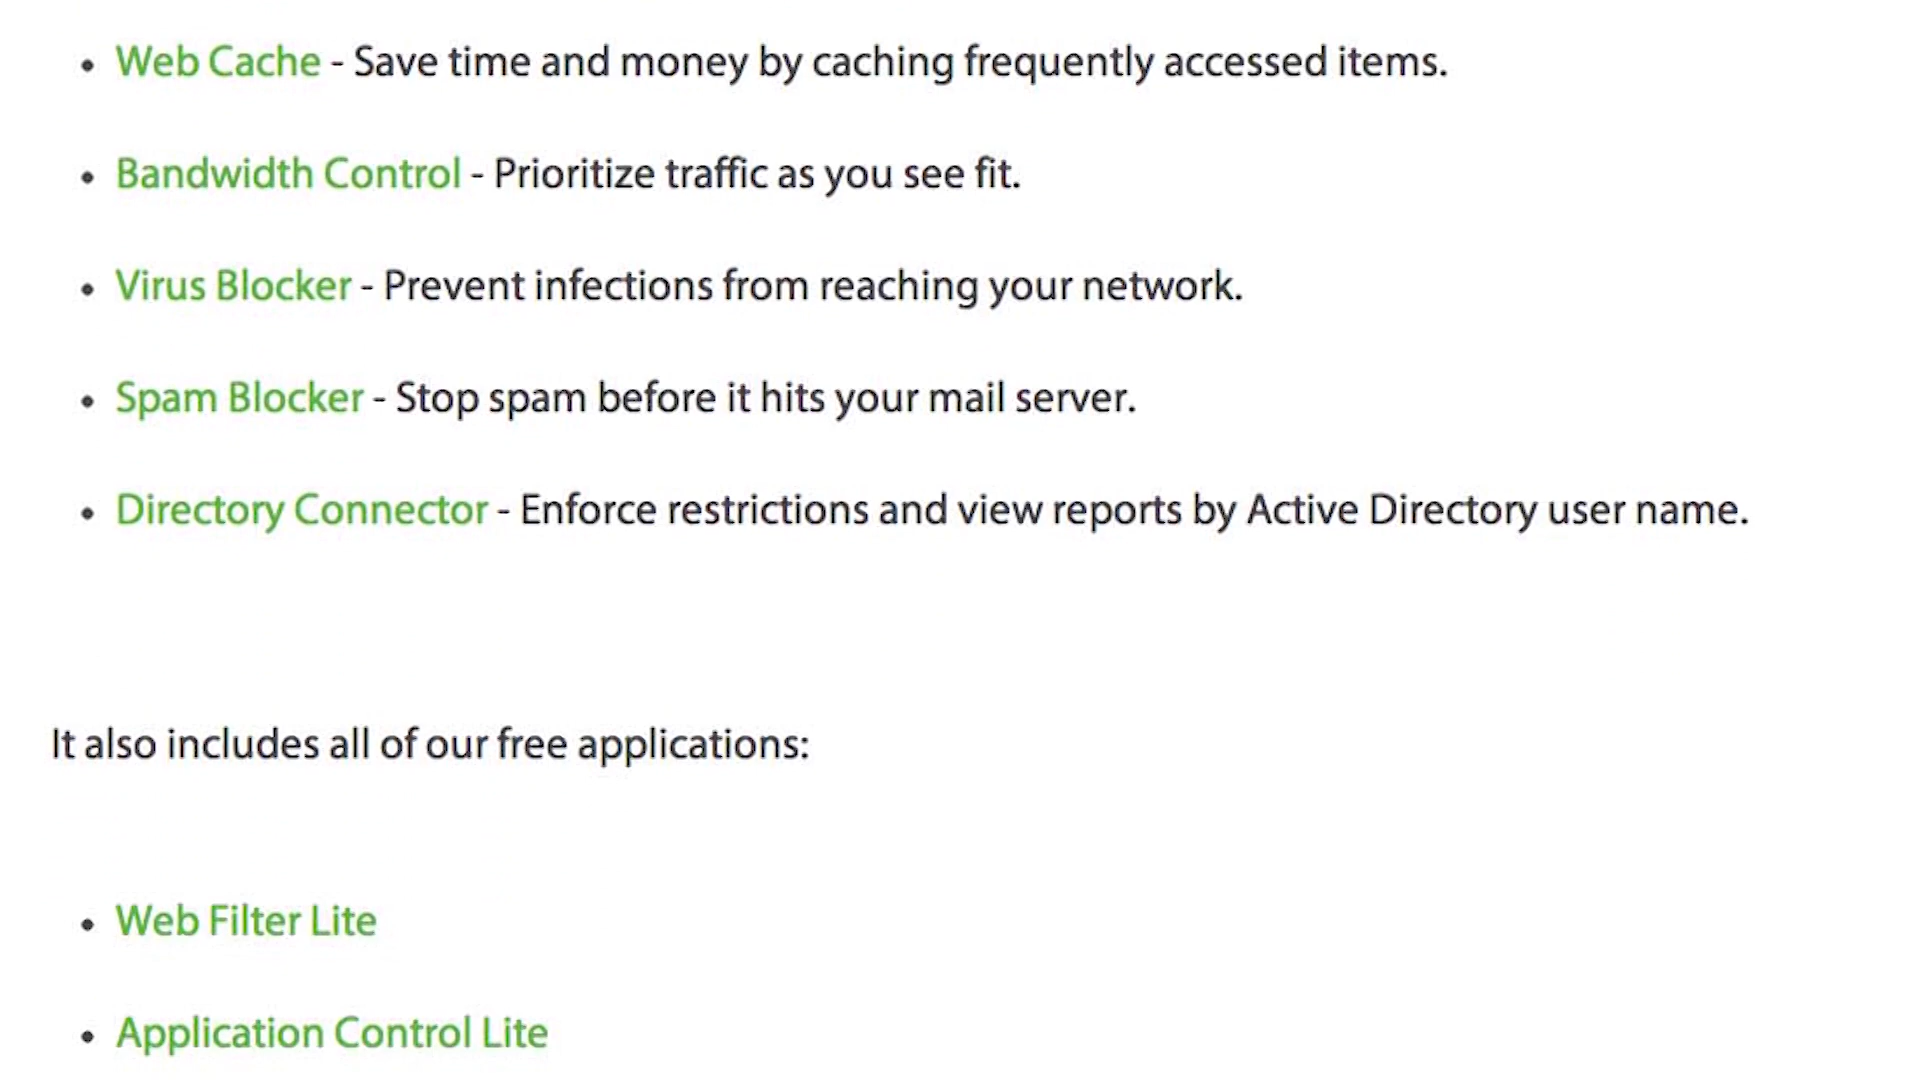 • Web Cache - Save time and money by caching frequently accessed items.
• Bandwidth Control - Prioritize traffic as you see fit.
• Virus Blocker - Prevent infections from reaching your network.
• Spam Blocker - Stop spam before it hits your mail server.
• Directory Connector - Enforce restrictions and view reports by Active Directory user name.
It also includes all of our free applications:
• Web Filter Lite
• Application Control Lite